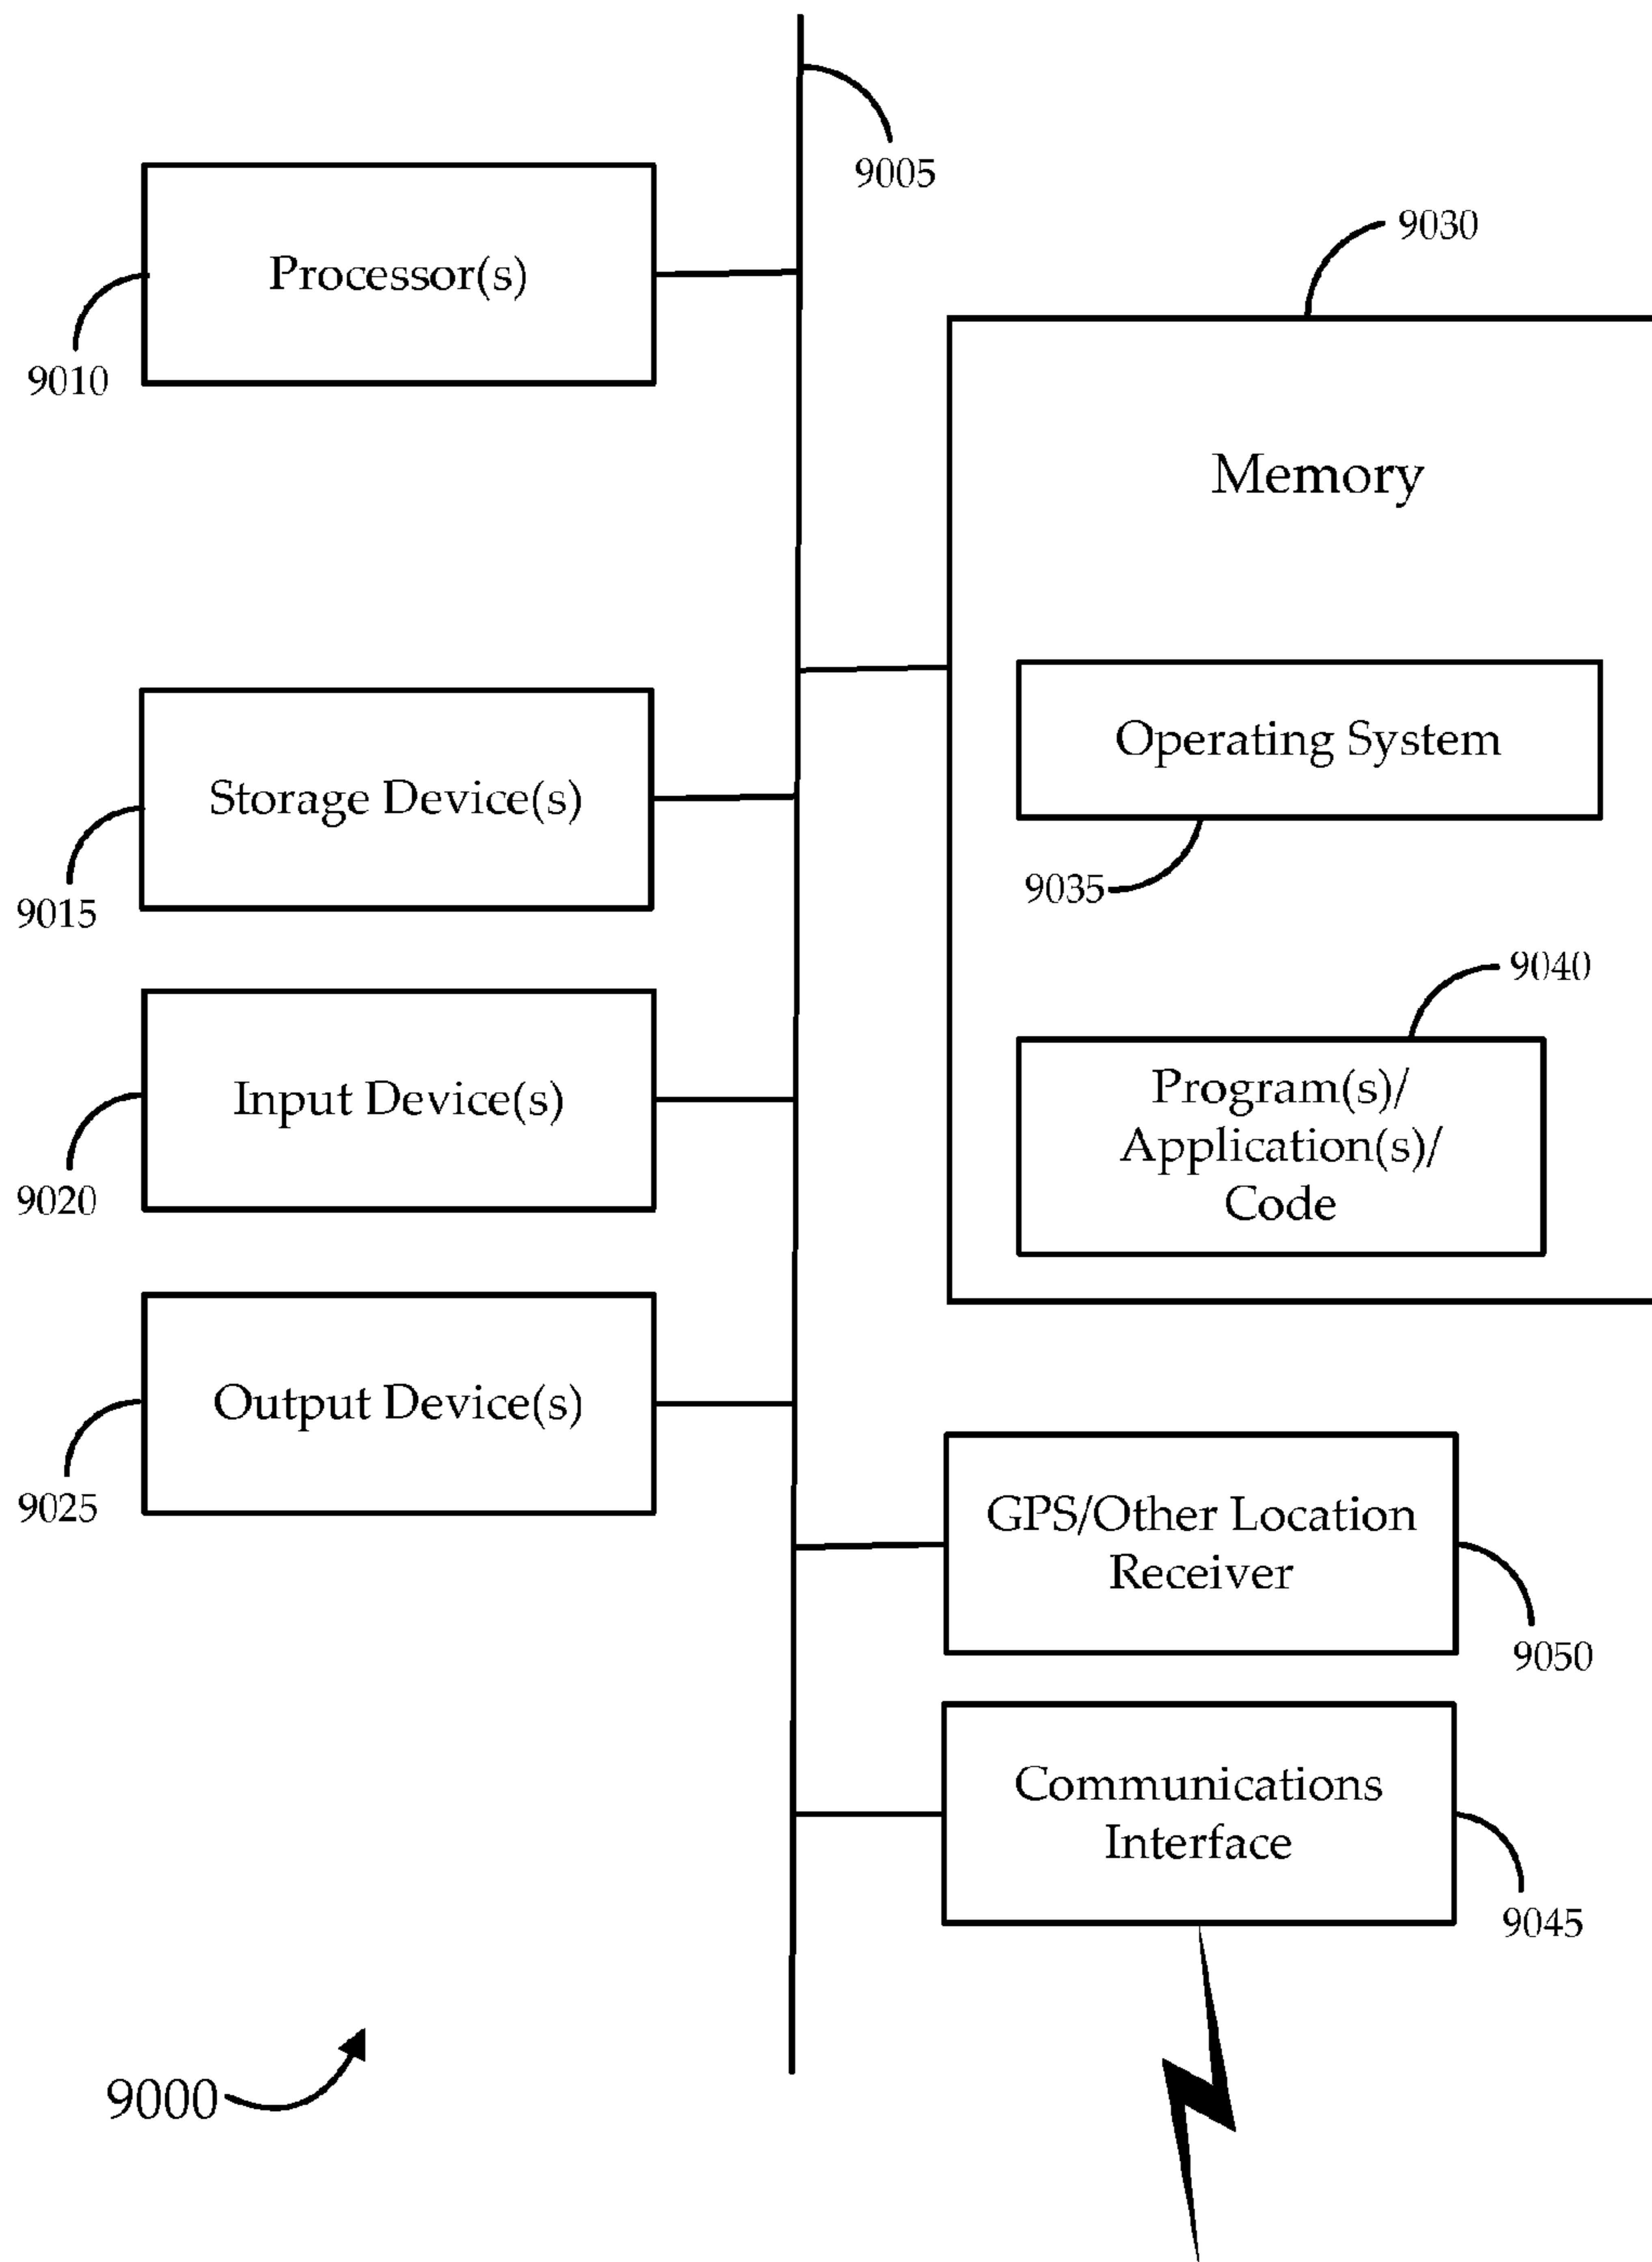 9005
9030
Processor(s)
9010
Memory
Operating System
Storage Device(s)
9035
9015
9040
Program(s)/
Application(s)/
Code
Input Device(s)
9020
Output Device(s)
9025
GPS/Other Location
Receiver
9050
Communications
Interface
9045
9000